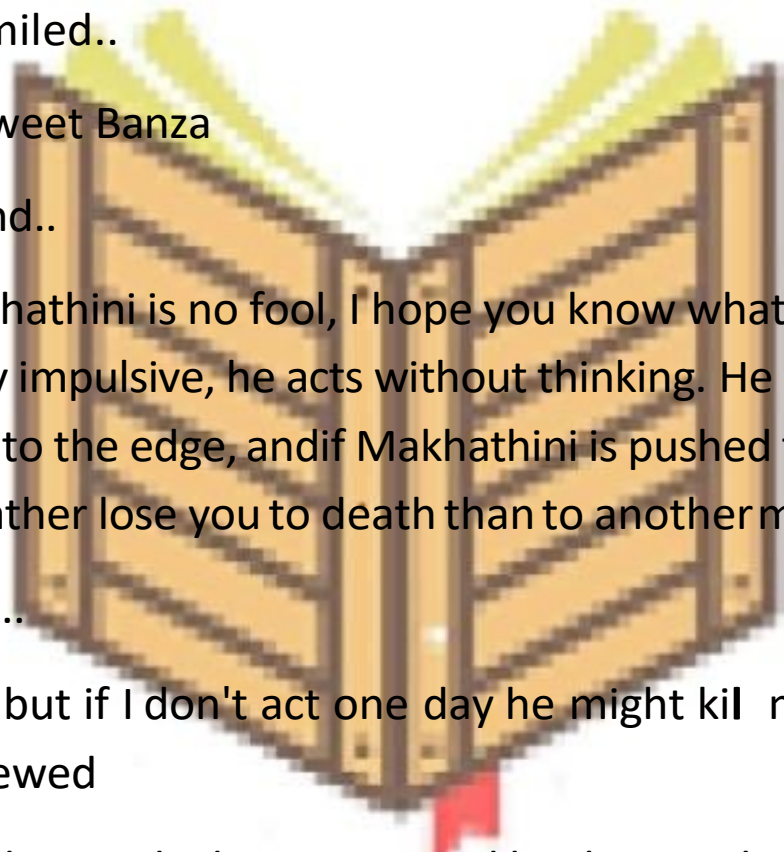 miled..
weet Banza
nd..
hathini is no fool, I hope you know what
impulsive, he acts without thinking. He
to the edge, andif Makhathini is pushed
ather lose you to death than to another
..
but if I don't act one day he might kil
ewed